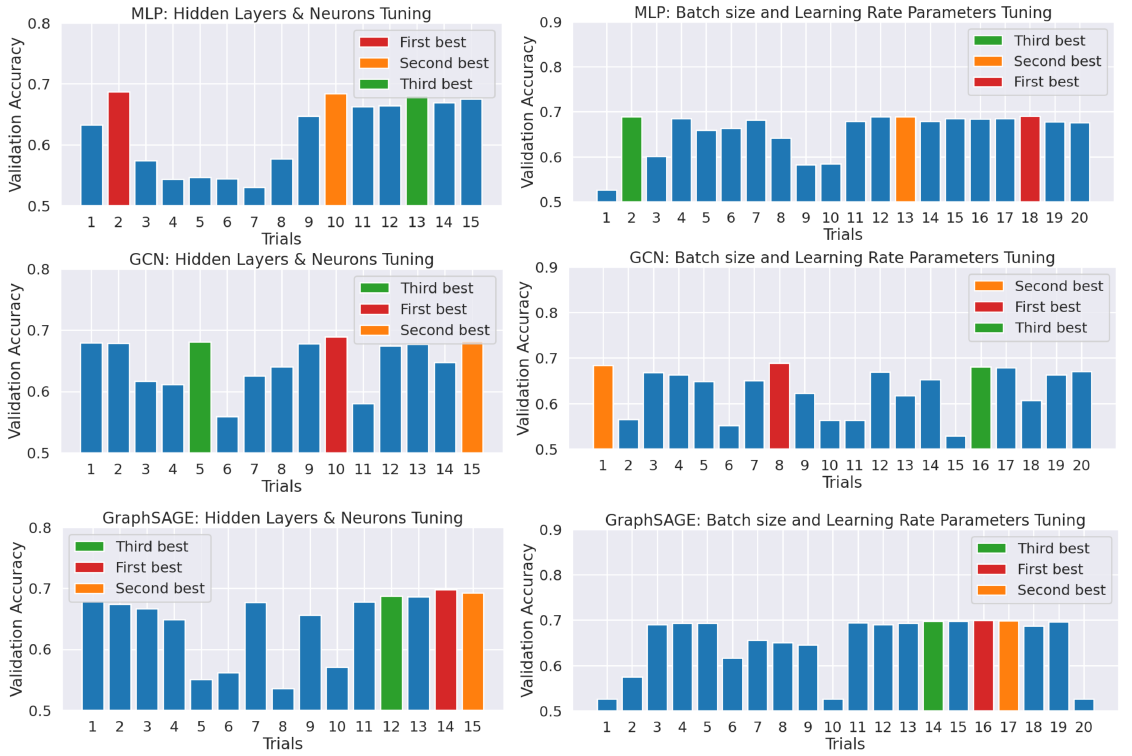 MLP: Hidden Layers & Neurons Tuning
0.8
0.7
0.6
0.5
Validation Accuracy
First best
Second best
Third best
1 2 3 4 5 6 7 8 9 10 11 12 13 14 15
Trials
MLP: Batch size and Learning Rate Parameters Tuning
0.9
0.8
0.7
0.6
0.5
Validation Accuracy
Third best
Second best
First best
1 2 3 4 5 6 7 8 9 10 11 12 13 14 15 16 17 18 19 20
Trials
GCN: Hidden Layers & Neurons Tuning
0.8
0.7
0.6
0.5
Validation Accuracy
Third best
First best
Second best
1 2 3 4 5 6 7 8 9 10 11 12 13 14 15
Trials
GCN: Batch size and Learning Rate Parameters Tuning
0.9
0.8
0.7
0.6
0.5
Validation Accuracy
Second best
First best
Third best
1 2 3 4 5 6 7 8 9 10 11 12 13 14 15 16 17 18 19 20
Trials
GraphSAGE: Hidden Layers & Neurons Tuning
0.8
0.7
0.6
0.5
Validation Accuracy
Third best
First best
Second best
1 2 3 4 5 6 7 8 9 10 11 12 13 14 15
Trials
GraphSAGE: Batch size and Learning Rate Parameters Tuning
0.9
0.8
0.7
0.6
0.5
Validation Accuracy
Third best
First best
Second best
1 2 3 4 5 6 7 8 9 10 11 12 13 14 15 16 17 18 19 20
Trials